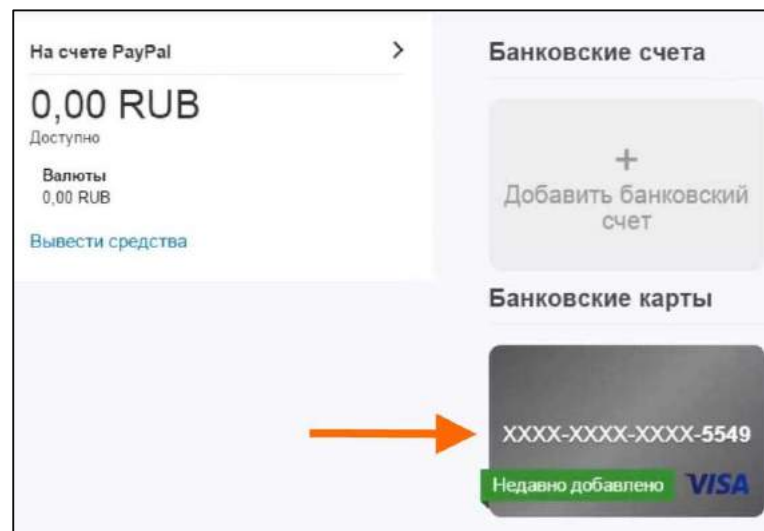 На счете PayPal
0,00 RUB
Доступно
Валюты
0,00 RUB
Вывести средства
Банковские счета
+
Добавить банковский
счет
Банковские карты
XXXX-XXXX-XXXX-5549
Недавно добавлено
VISA